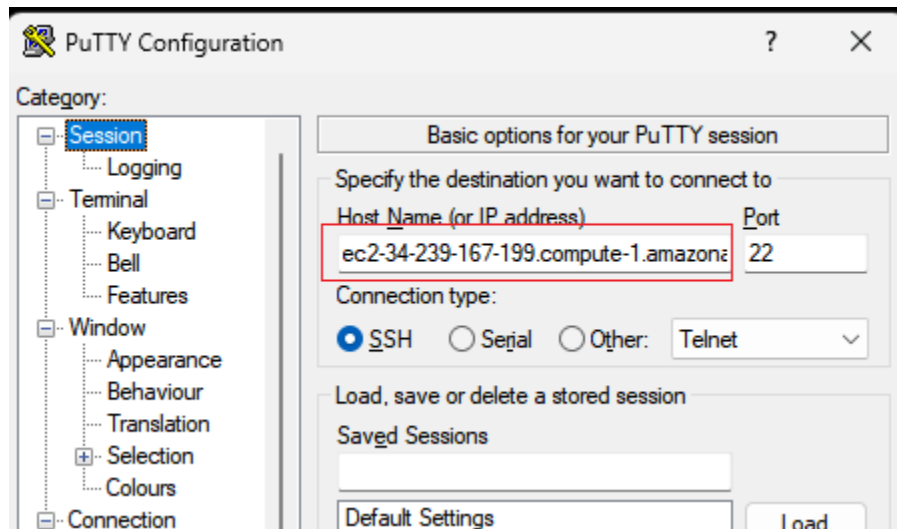 PuTTY Configuration
?
Category:
Session
Logging
Terminal
Keyboard
Bell
Features
Window
Appearance
Behaviour
Translation
Selection
Colours
Connection
Basic options for your PuTTY session
Specify the destination you want to connect to
Host Name (or IP address) Port
ec2-34-239-167-199.compute-1.amazona 22
Connection type:
SSH Serial Other: Telnet
Load, save or delete a stored session
Saved Sessions
Default Settings
Load